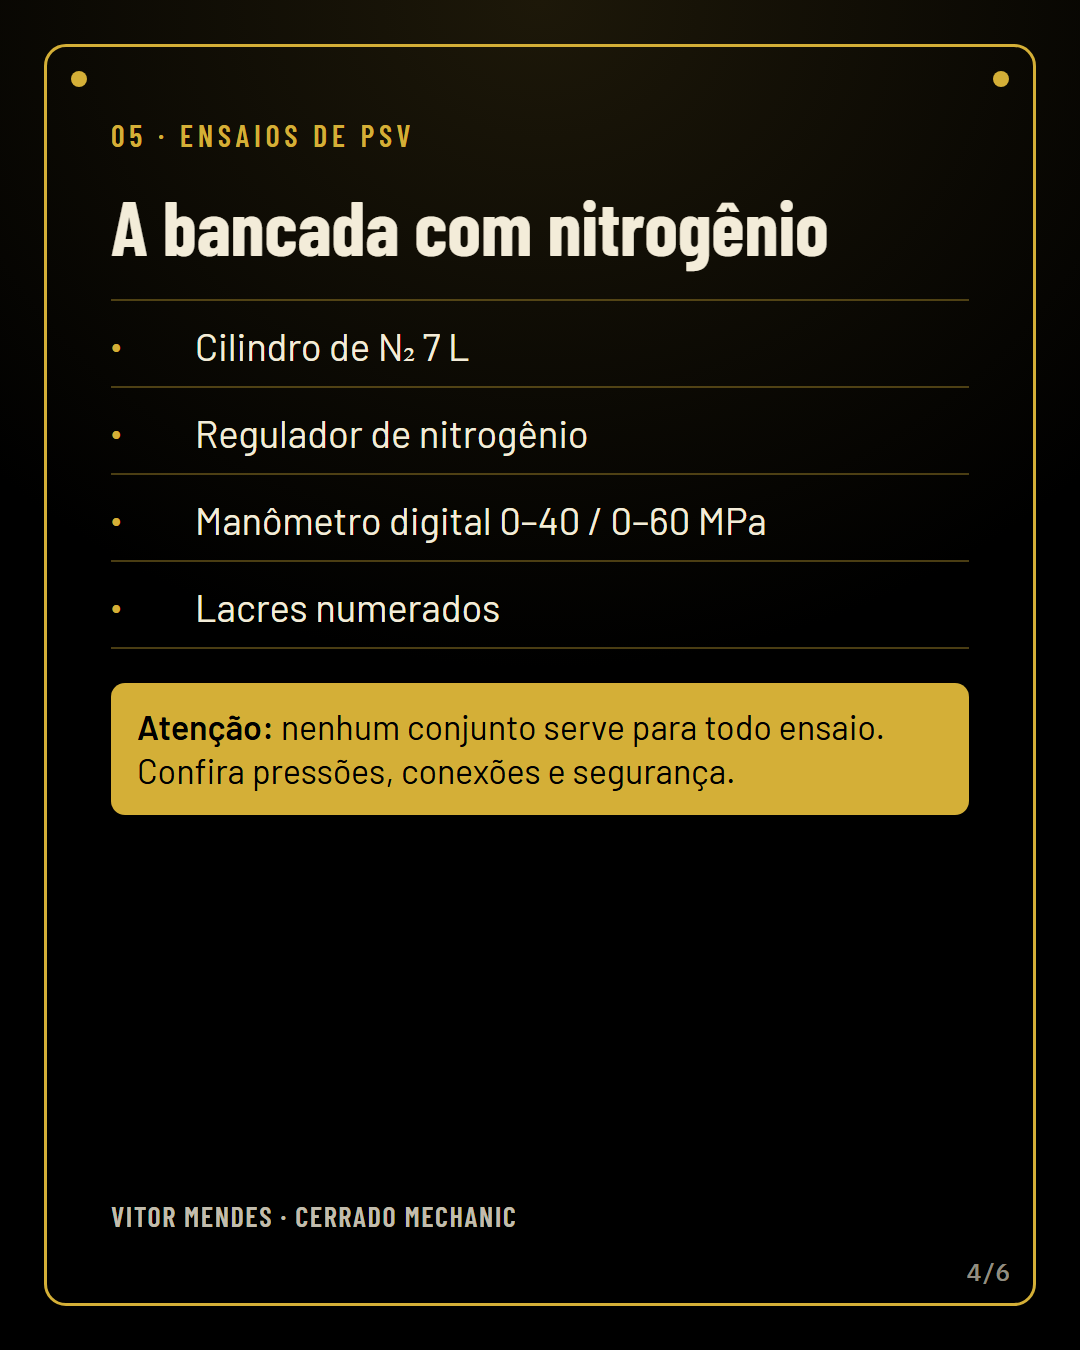 05 · ENSAIOS DE PSV
A bancada com nitrogênio
• Cilindro de N₂ 7 L
• Regulador de nitrogênio
• Manômetro digital 0–40 / 0–60 MPa
• Lacres numerados
Atenção: nenhum conjunto serve para todo ensaio.
Confira pressões, conexões e segurança.
VITOR MENDES · CERRADO MECHANIC
4/6